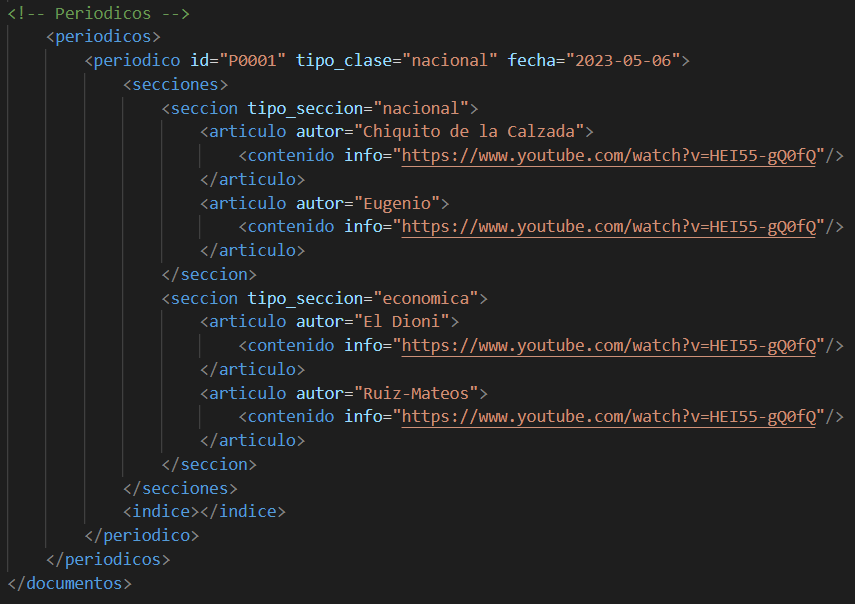 <!-- Periodicos -->
<periodicos>
<periodico id="P0001" tipo_clase="nacional" fecha="2023-05-06">
<secciones>
<seccion tipo_seccion="nacional">
<articulo autor="Chiquito de la Calzada">
<contenido info="https://www.youtube.com/watch?v=HEI55-gQ0fQ"/>
</articulo>
<articulo autor="Eugenio">
<contenido info="https://www.youtube.com/watch?v=HEI55-gQ0fQ"/>
</articulo>
</seccion>
<seccion tipo_seccion="economica">
<articulo autor="El Dioni">
<contenido info="https://www.youtube.com/watch?v=HEI55-gQ0fQ"/>
</articulo>
<articulo autor="Ruiz-Mateos">
<contenido info="https://www.youtube.com/watch?v=HEI55-gQ0fQ"/>
</articulo>
</seccion>
</secciones>
<indice></indice>
</periodico>
</periodicos>
</documentos>